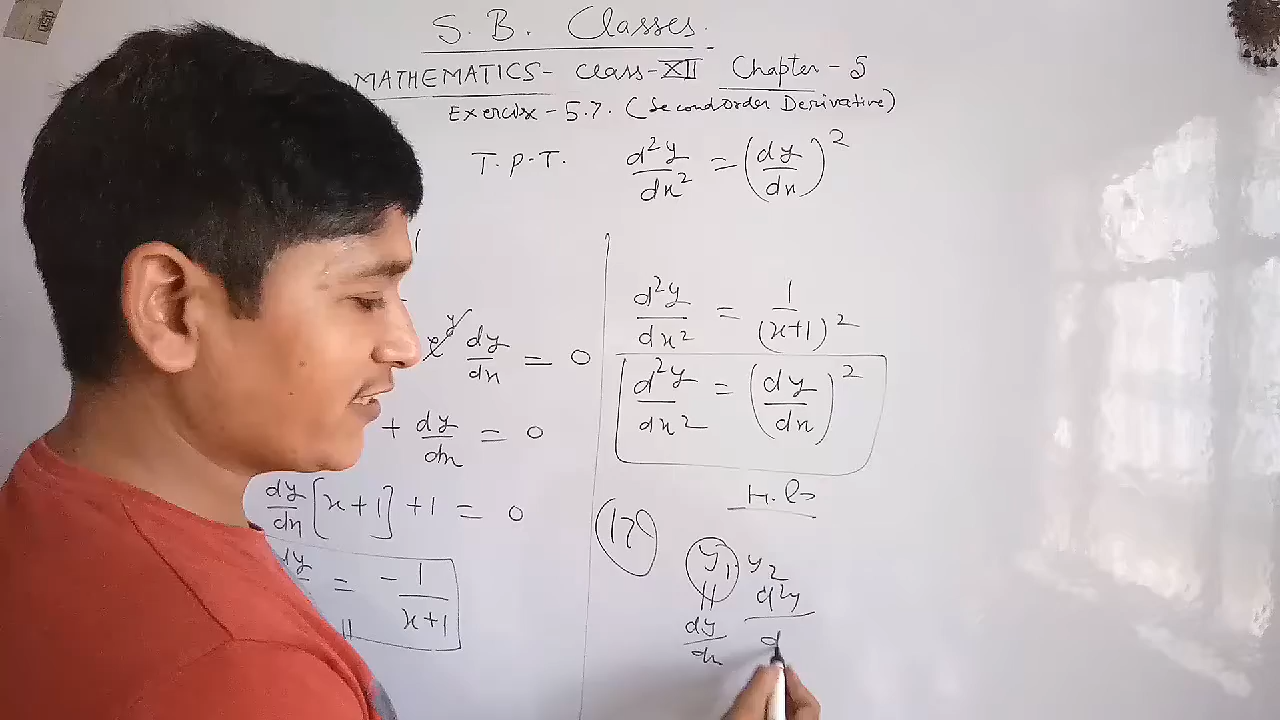 S. B. Classes.
MATHEMATICS- Class-XII Chapter - 5
Exercise - 5.7. (Second Order Derivative)
T.P.T. d²y/dx² = (dy/dx)²
e^y dy/dx = 0
+ dy/dx = 0
dy/dx [x+1] + 1 = 0
dy = - 1/(x+1)
d²y/dx² = 1/(x+1)²
d²y/dx² = (dy/dx)²
17
y₁ y₂
dy/dx d²y/d